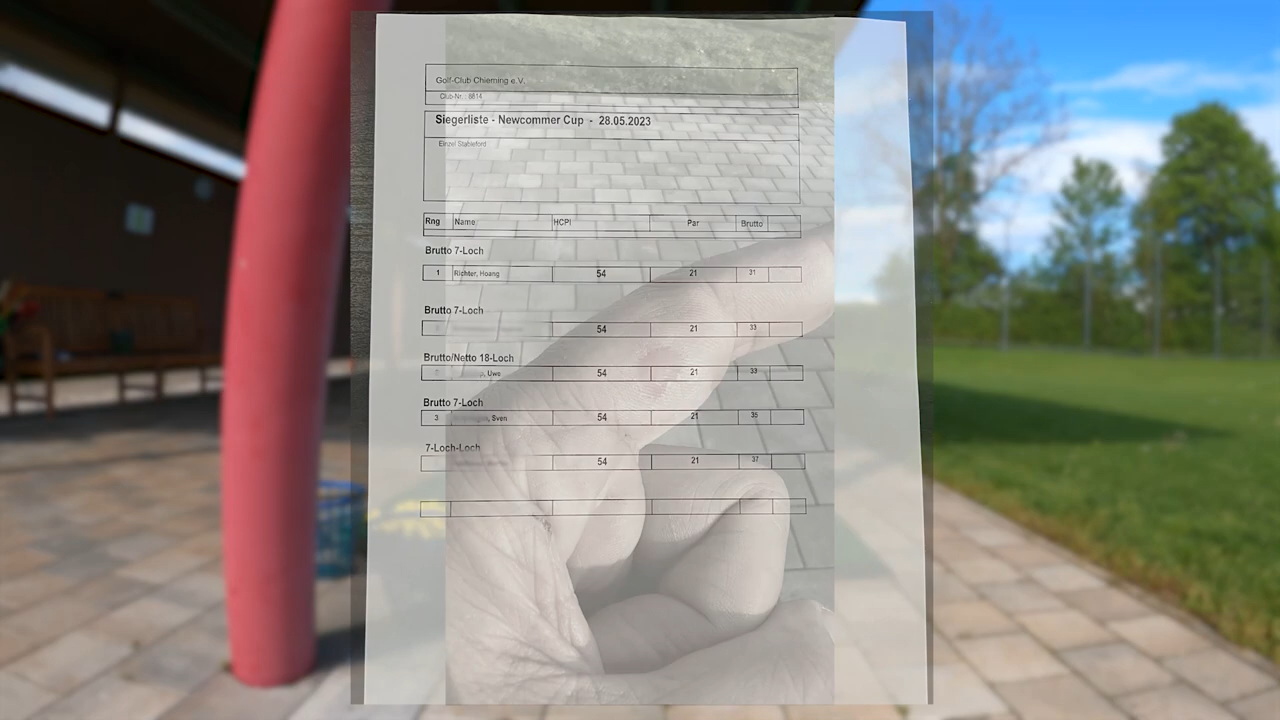 Golf-Club Chieming e.V.
Club-Nr.: 8814
Siegerliste - Newcommer Cup - 28.05.2023
Einzel Stableford
Rng Name HCPI Par Brutto
Brutto 7-Loch
1 Richter, Hoang 54 21 31
Brutto 7-Loch
54 21 33
Brutto/Netto 18-Loch
, Uwe 54 21 33
Brutto 7-Loch
3 , Sven 54 21 35
7-Loch-Loch
54 21 37